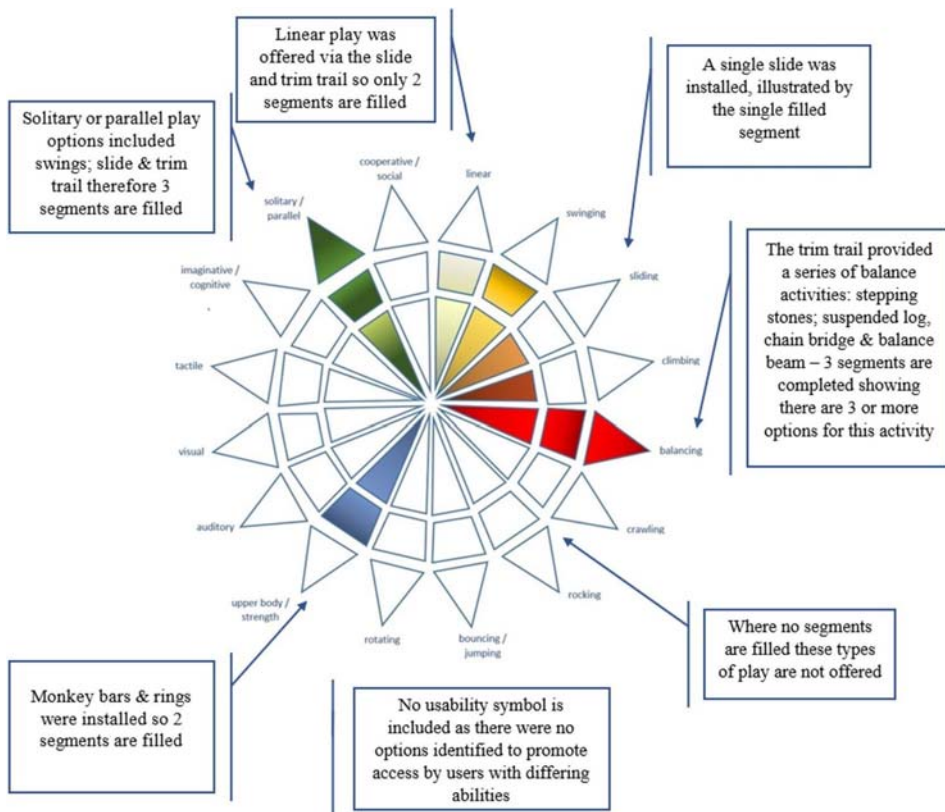 Linear play was
offered via the slide
and trim trail so only 2
segments are filled
A single slide was
installed, illustrated by
the single filled
segment
Solitary or parallel play
options included
swings; slide & trim
trail therefore 3
segments are filled
cooperative /
social
linear
solitary /
parallel
swinging
imaginative /
cognitive
sliding
tactile
climbing
visual
balancing
auditory
crawling
upper body /
strength
rocking
rotating
bouncing /
jumping
The trim trail provided
a series of balance
activities: stepping
stones; suspended log,
chain bridge & balance
beam – 3 segments are
completed showing
there are 3 or more
options for this activity
Where no segments
are filled these types
of play are not offered
Monkey bars & rings
were installed so 2
segments are filled
No usability symbol is
included as there were no
options identified to promote
access by users with differing
abilities